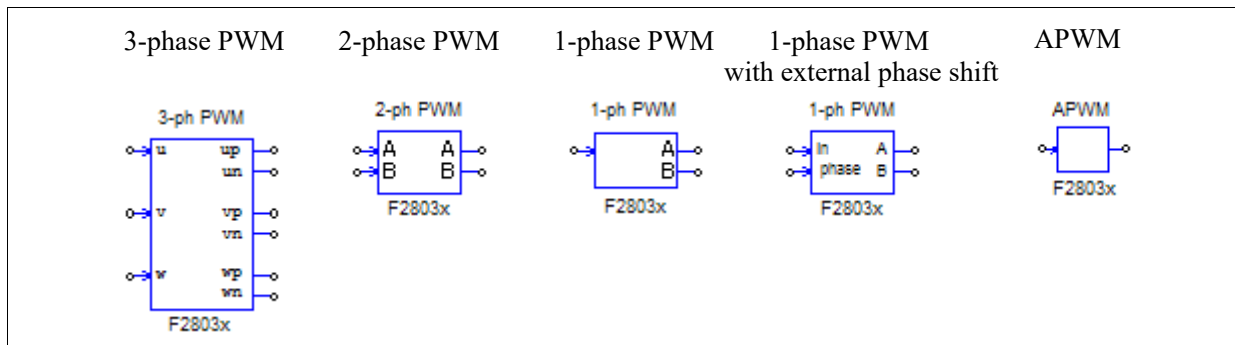 3-phase PWM
2-phase PWM
1-phase PWM
1-phase PWM
with external phase shift
APWM
3-ph PWM
u up
un
v vp
vn
w wp
wn
F2803x
2-ph PWM
A A
B B
F2803x
1-ph PWM
A
B
F2803x
1-ph PWM
In A
phase B
F2803x
APWM
F2803x